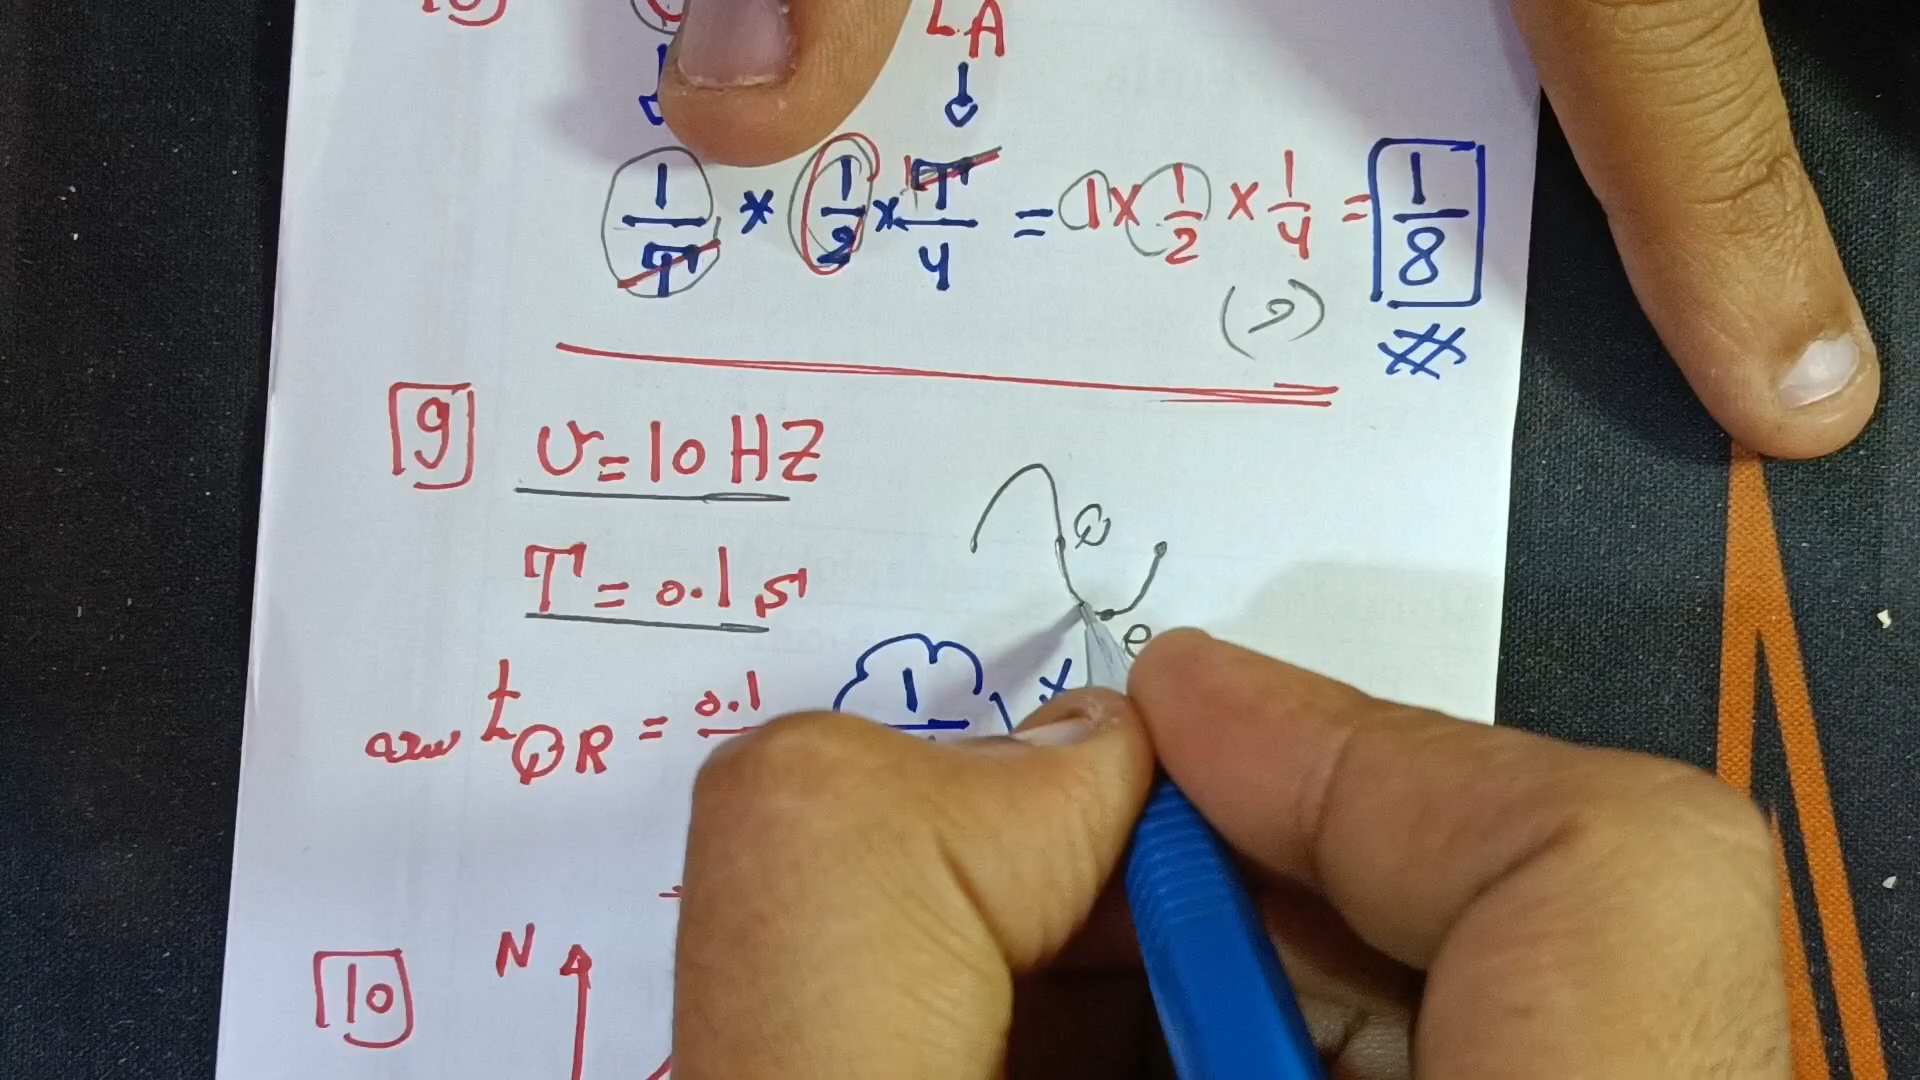 LA
1/T * 1/2 * T/4 = 1 × 1/2 × 1/4 = 1/8
(2)
9 υ = 10 HZ
Q
T = 0.1 s
e
t QR = 0.1 1
10 N